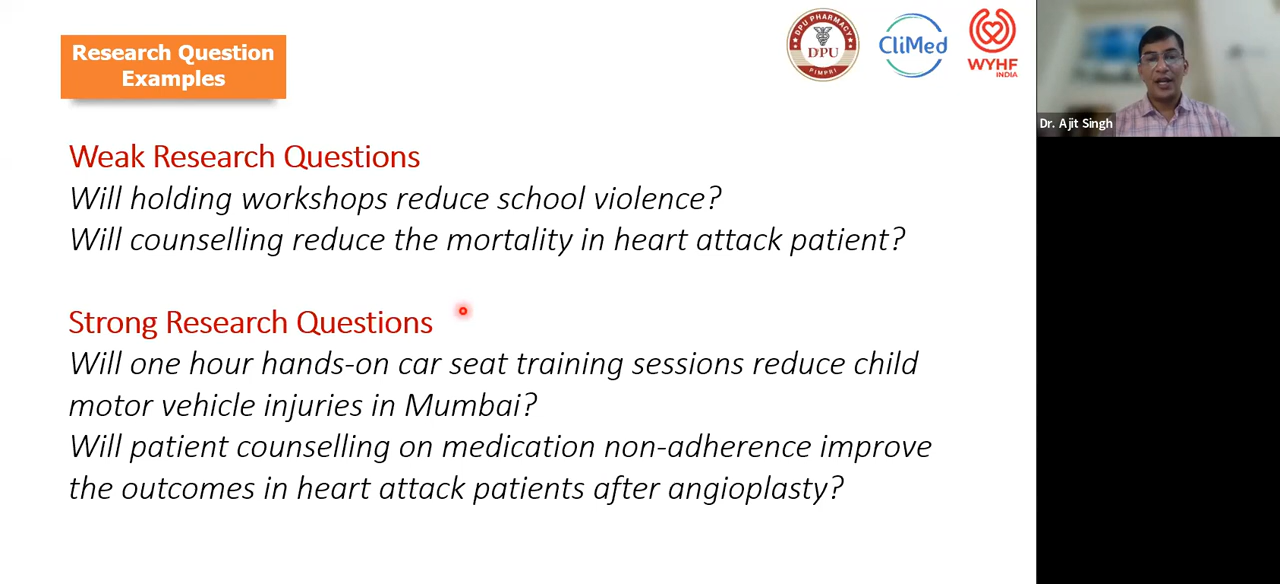 Research Question
Examples
DPU PHARMACY
DPU
PIMPRI
CliMed
WYHF
INDIA
Dr. Ajit Singh
Weak Research Questions
Will holding workshops reduce school violence?
Will counselling reduce the mortality in heart attack patient?
Strong Research Questions
Will one hour hands-on car seat training sessions reduce child
motor vehicle injuries in Mumbai?
Will patient counselling on medication non-adherence improve
the outcomes in heart attack patients after angioplasty?